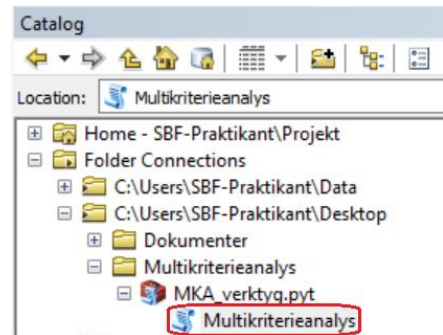 Catalog
Location: Multikriterieanalys
Home - SBF-Praktikant\Projekt
Folder Connections
C:\Users\SBF-Praktikant\Data
C:\Users\SBF-Praktikant\Desktop
Dokumenter
Multikriterieanalys
MKA_verktyg.pyt
Multikriterieanalys